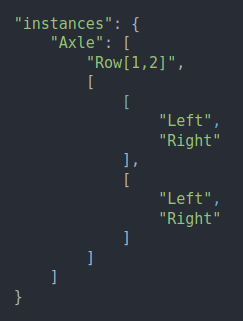 "instances": {
    "Axle": [
        "Row[1,2]",
        [
            [
                "Left",
                "Right"
            ],
            [
                "Left",
                "Right"
            ]
        ]
    ]
}